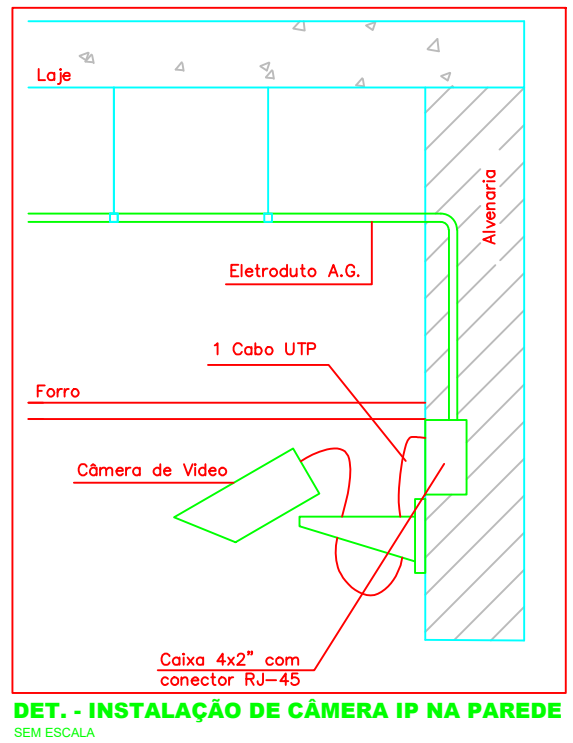 Laje
Alvenaria
Eletroduto A.G.
1 Cabo UTP
Forro
Câmera de Video
Caixa 4x2” com
conector RJ-45
DET. - INSTALAÇÃO DE CÂMERA IP NA PAREDE
SEM ESCALA